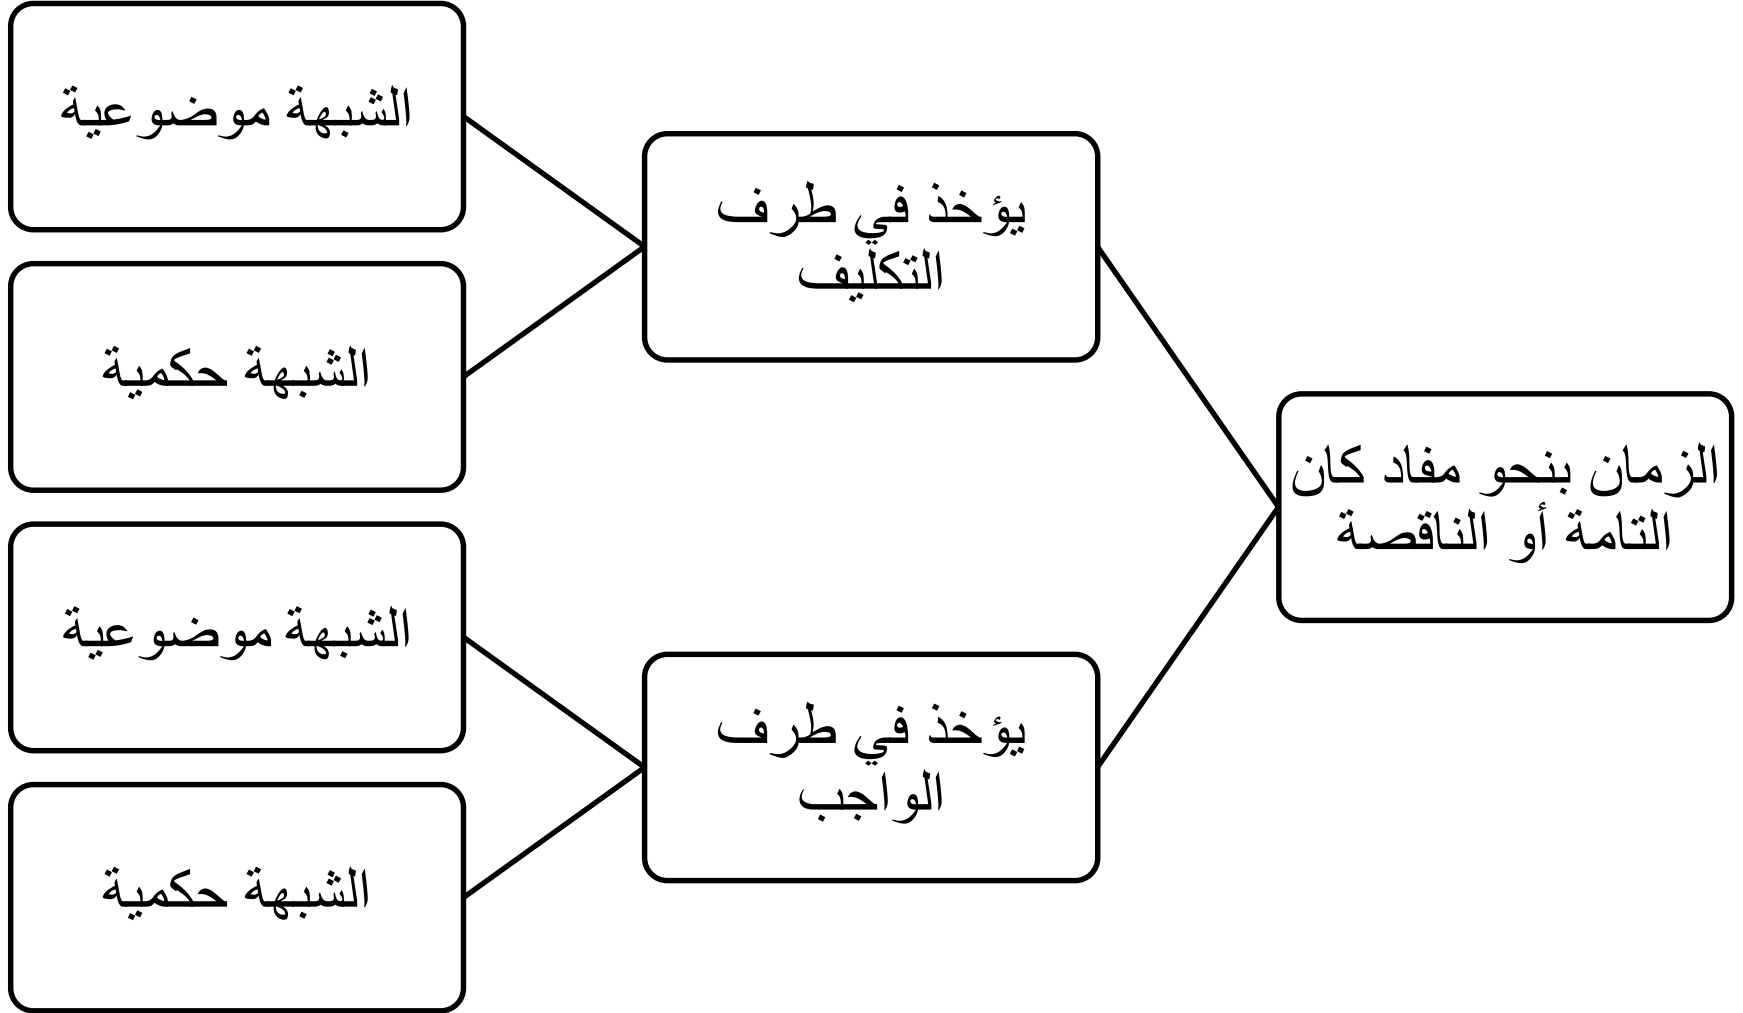 الزمان بنحو مفاد كان
التامة أو الناقصة
يؤخذ في طرف
التكليف
الشبهة موضوعية
الشبهة حكمية
يؤخذ في طرف
الواجب
الشبهة موضوعية
الشبهة حكمية